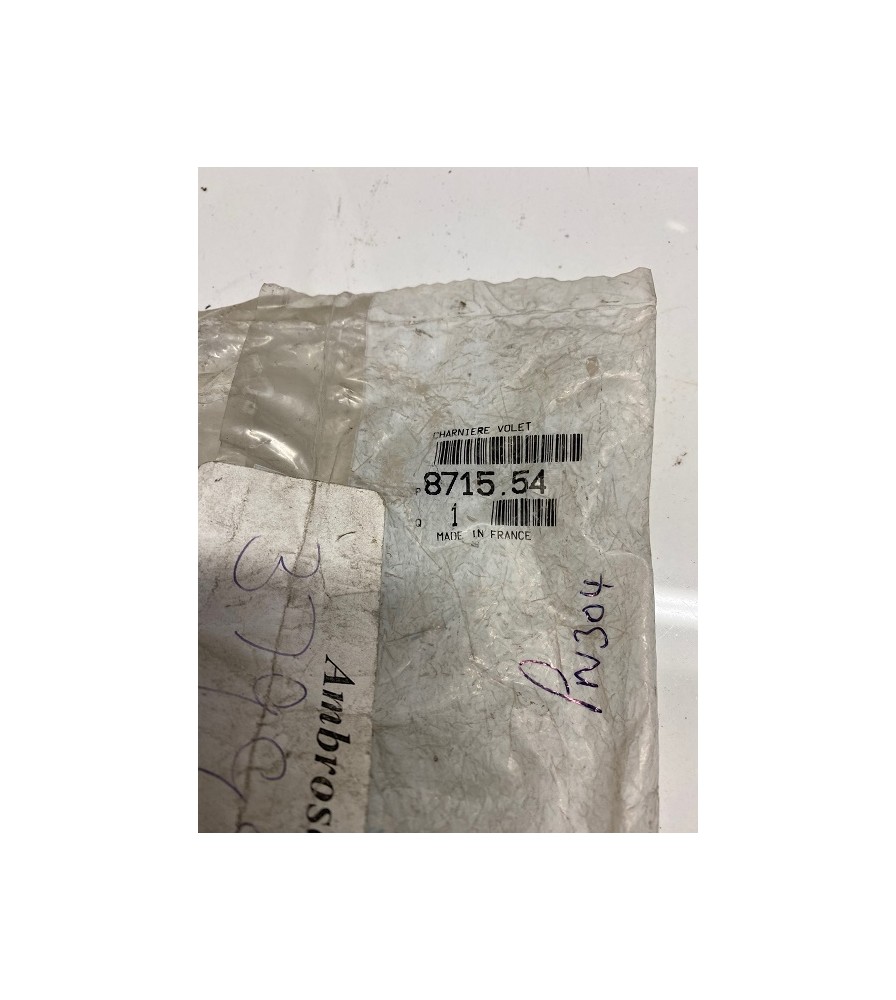 CHARNIERE VOLET
P 8715.54
Q 1
MADE IN FRANCE
PN304
Ambros